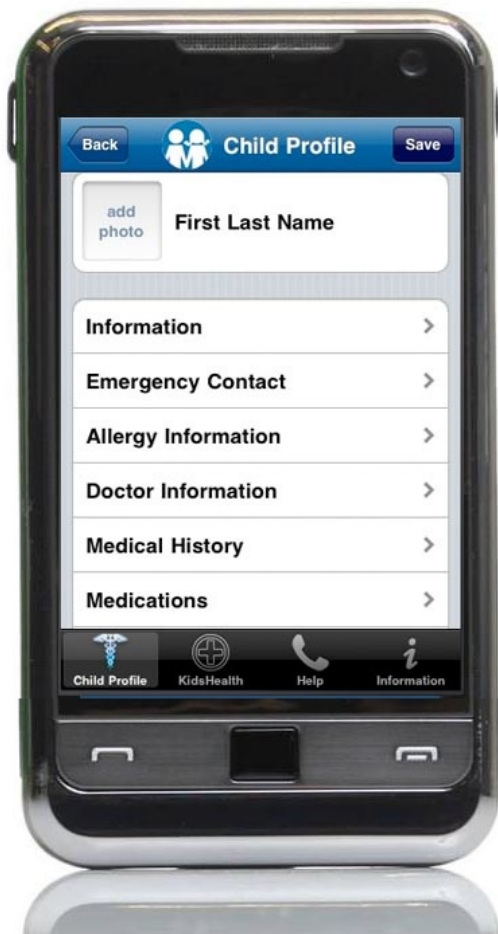 Back Child Profile Save
add
photo
First Last Name
Information
Emergency Contact
Allergy Information
Doctor Information
Medical History
Medications
Child Profile KidsHealth Help Information